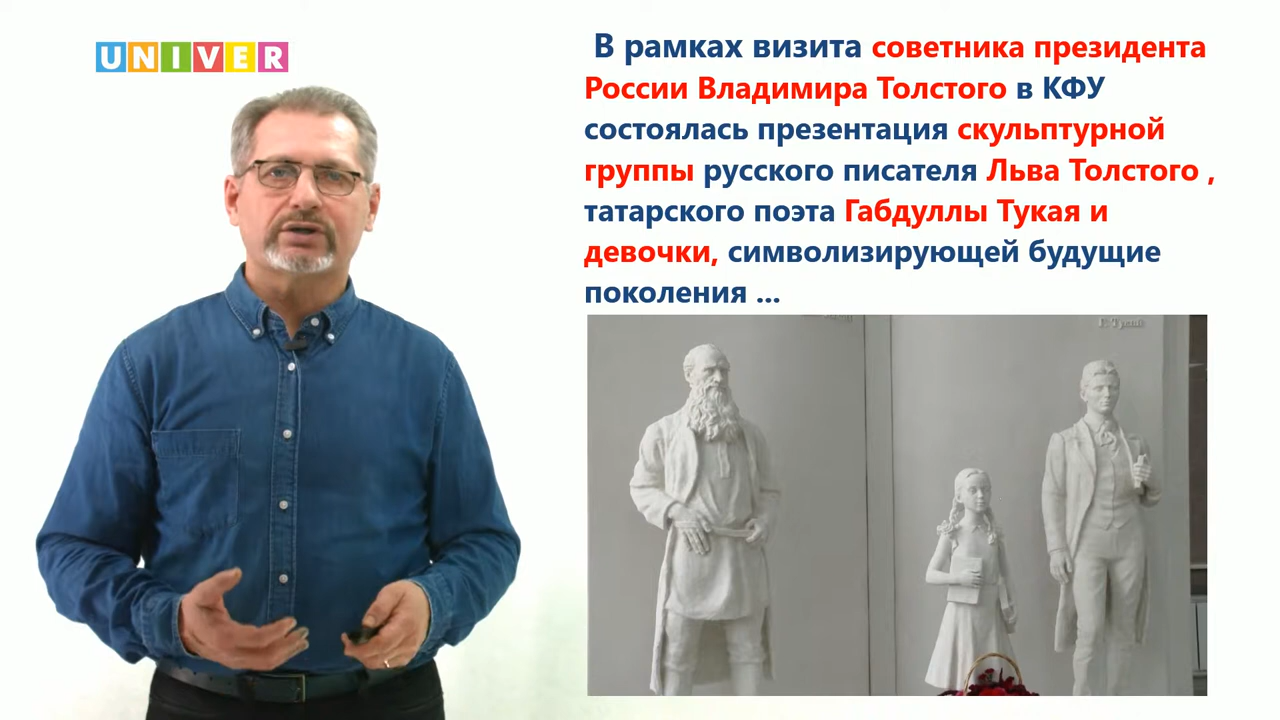 UNIVER
В рамках визита советника президента
России Владимира Толстого в КФУ
состоялась презентация скульптурной
группы русского писателя Льва Толстого ,
татарского поэта Габдуллы Тукая и
девочки, символизирующей будущие
поколения ...